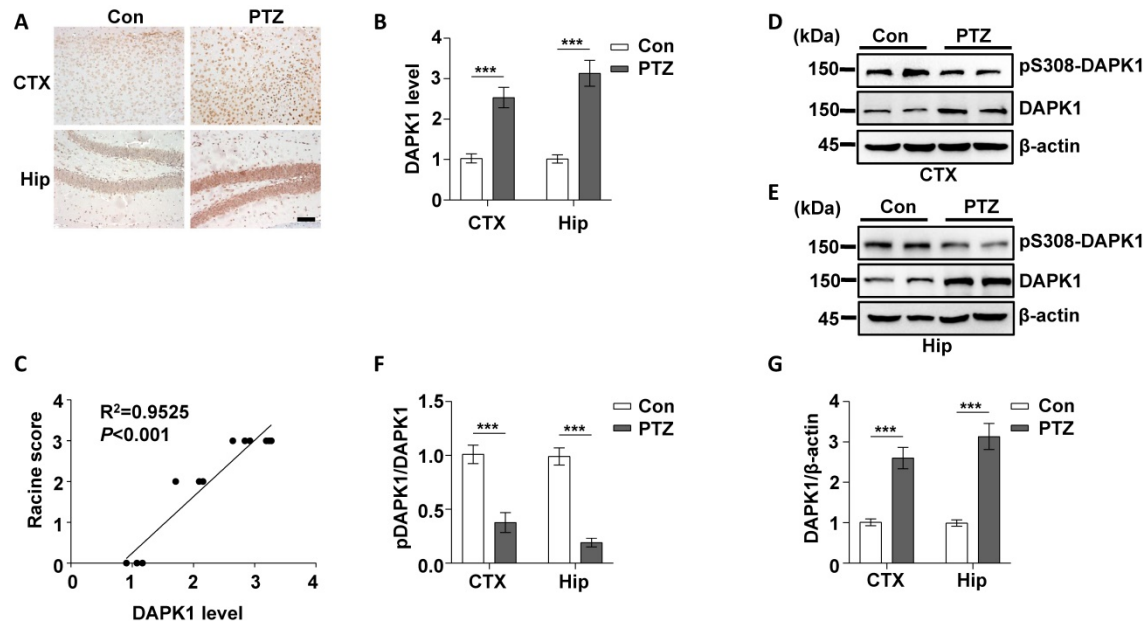 A
Con PTZ
CTX
Hip
B
DAPK1 level
4
3
2
1
0
***
***
CTX Hip
Con
PTZ
D
(kDa) Con PTZ
150 pS308-DAPK1
150 DAPK1
45 β-actin
CTX
E
(kDa) Con PTZ
150 pS308-DAPK1
150 DAPK1
45 β-actin
Hip
C
R²=0.9525
P<0.001
Racine score
4
3
2
1
0
0 1 2 3 4
DAPK1 level
F
pDAPK1/DAPK1
1.5
1.0
0.5
0.0
***
***
CTX Hip
Con
PTZ
G
DAPK1/β-actin
4
3
2
1
0
***
***
CTX Hip
Con
PTZ